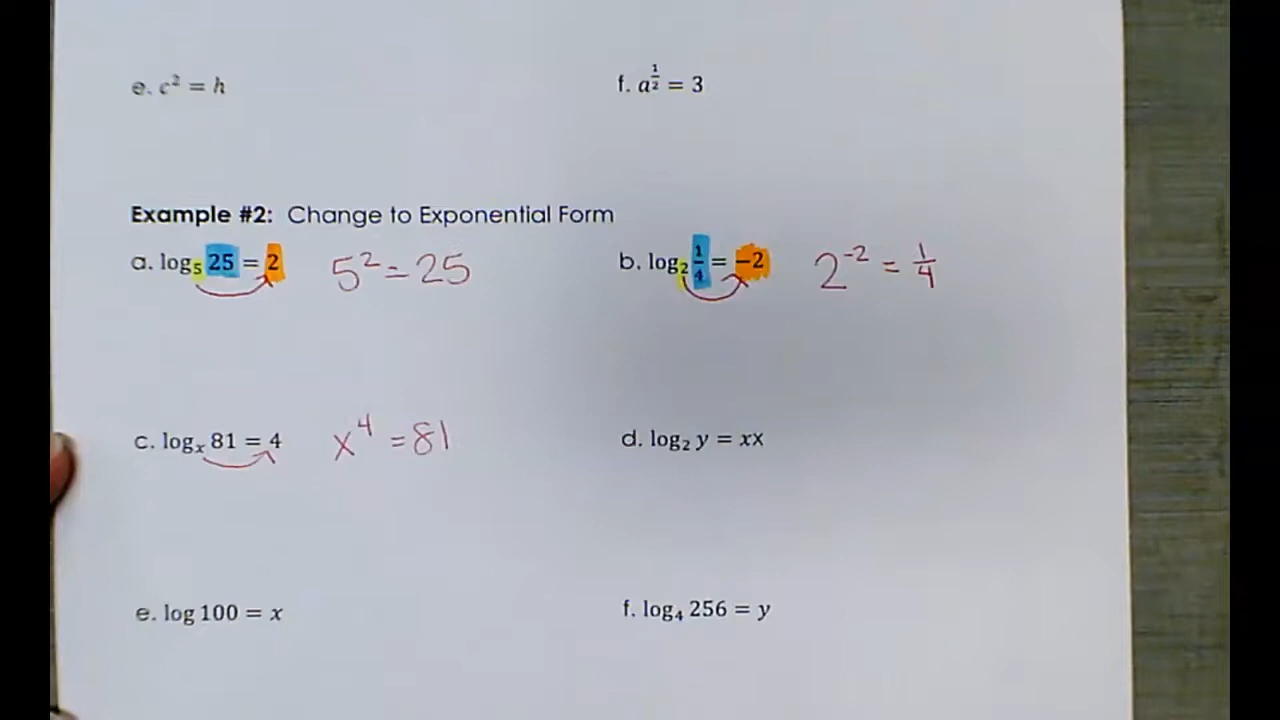 e. c² = h
f. a^{1/2} = 3
Example #2: Change to Exponential Form
a. log₅ 25 = 2 5² = 25
b. log₂ 1/4 = −2 2⁻² = 1/4
c. logₓ 81 = 4 x⁴ = 81
d. log₂ y = xx
e. log 100 = x
f. log₄ 256 = y